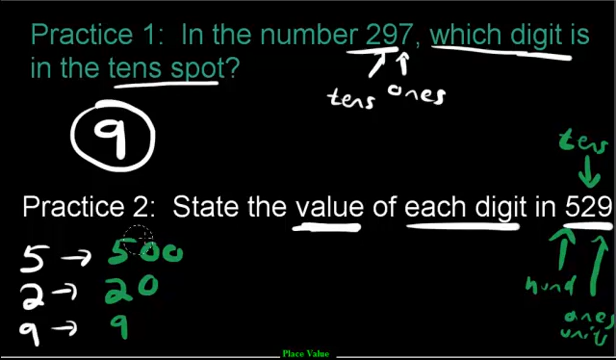 Practice 1: In the number 297, which digit is
in the tens spot?
tens ones
9
tens
Practice 2: State the value of each digit in 529
5 → 500
2 → 20
9 → 9
hund
ones
units
Place Value